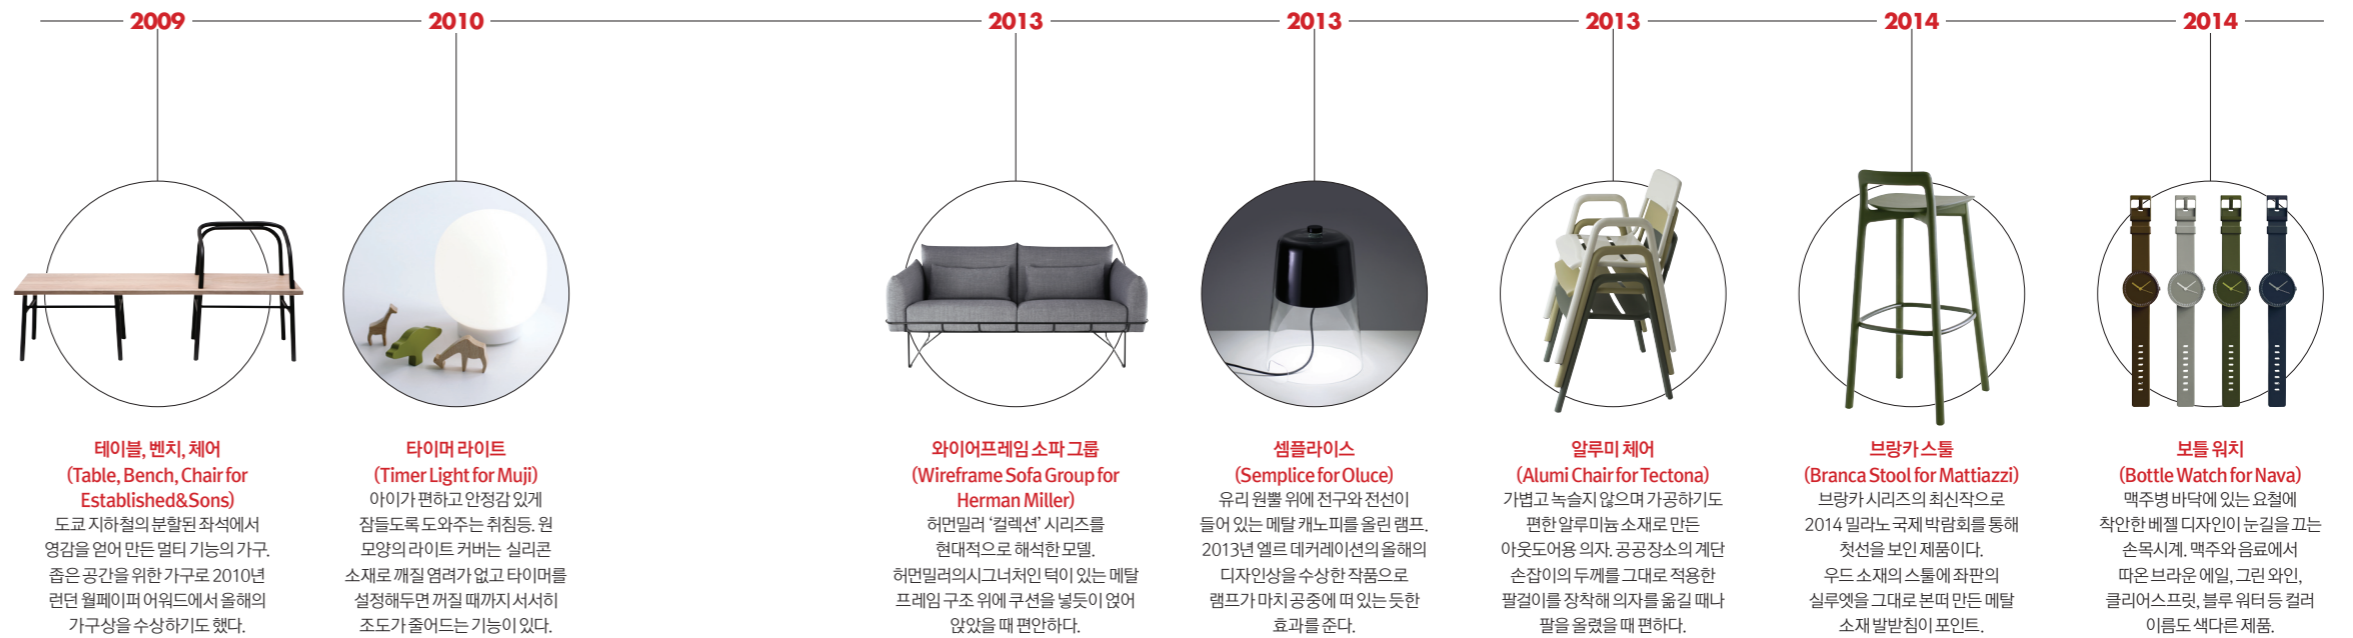 2009
테이블, 벤치, 체어
(Table, Bench, Chair for
Established&Sons)
도쿄 지하철의 분할된 좌석에서
영감을 얻어 만든 멀티 기능의 가구.
좁은 공간을 위한 가구로 2010년
런던 월페이퍼 어워드에서 올해의
가구상을 수상하기도 했다.
2010
타이머 라이트
(Timer Light for Muji)
아이가 편하고 안정감 있게
잠들도록 도와주는 취침등. 원
모양의 라이트 커버는 실리콘
소재로 깨질 염려가 없고 타이머를
설정해두면 꺼질 때까지 서서히
조도가 줄어드는 기능이 있다.
2013
와이어프레임 소파 그룹
(Wireframe Sofa Group for
Herman Miller)
허먼밀러 ‘컬렉션’ 시리즈를
현대적으로 해석한 모델.
허먼밀러의시그너처인 턱이 있는 메탈
프레임 구조 위에 쿠션을 넣듯이 얹어
앉았을 때 편안하다.
2013
셈플라이스
(Semplice for Oluce)
유리 원뿔 위에 전구와 전선이
들어 있는 메탈 캐노피를 올린 램프.
2013년 엘르 데커레이션의 올해의
디자인상을 수상한 작품으로
램프가 마치 공중에 떠 있는 듯한
효과를 준다.
2013
알루미 체어
(Alumi Chair for Tectona)
가볍고 녹슬지 않으며 가공하기도
편한 알루미늄 소재로 만든
아웃도어용 의자. 공공장소의 계단
손잡이의 두께를 그대로 적용한
팔걸이를 장착해 의자를 옮길 때나
팔을 올렸을 때 편하다.
2014
브랑카 스툴
(Branca Stool for Mattiazzi)
브랑카 시리즈의 최신작으로
2014 밀라노 국제 박람회를 통해
첫선을 보인 제품이다.
우드 소재의 스툴에 좌판의
실루엣을 그대로 본떠 만든 메탈
소재 발받침이 포인트.
2014
보틀 워치
(Bottle Watch for Nava)
맥주병 바닥에 있는 요철에
착안한 베젤 디자인이 눈길을 끄는
손목시계. 맥주와 음료에서
따온 브라운 에일, 그린 와인,
클리어스프릿, 블루 워터 등 컬러
이름도 색다른 제품.